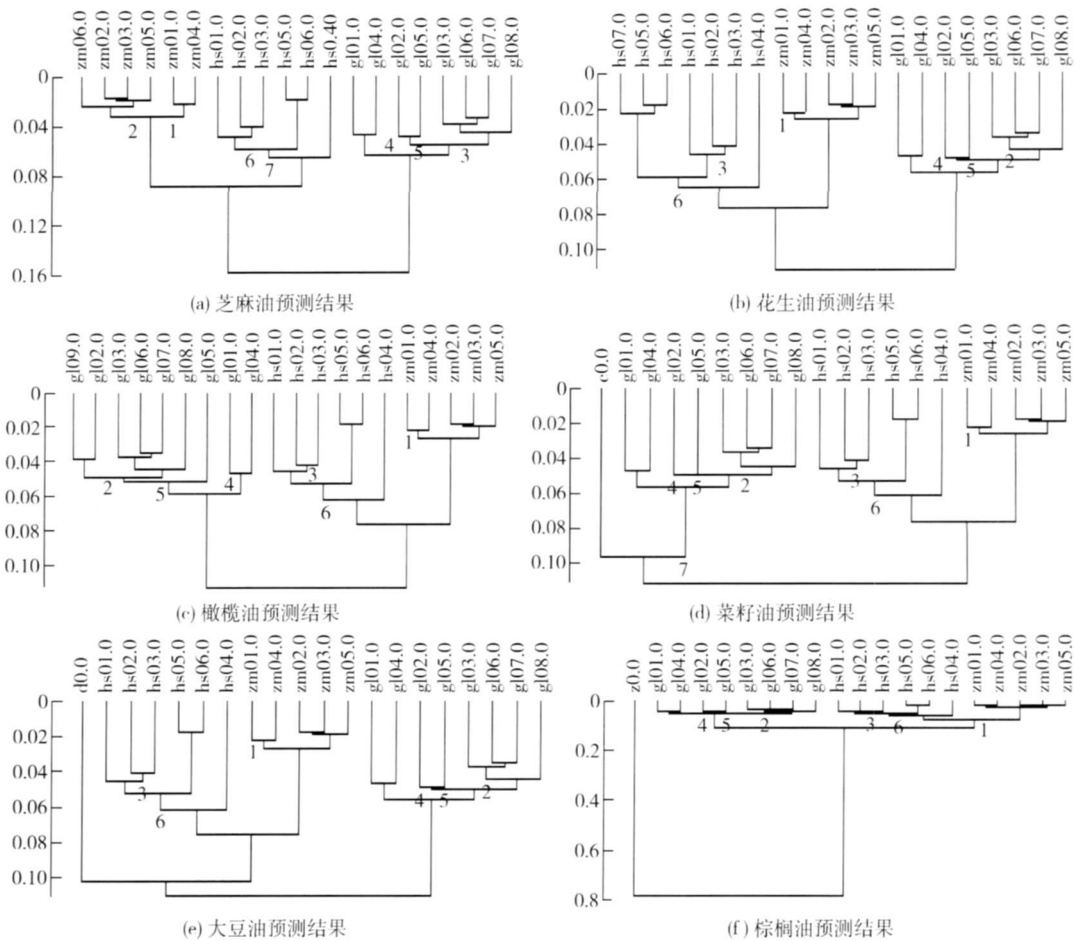 zm06.0 zm02.0 zm03.0 zm05.0 zm01.0 zm04.0 hs01.0 hs02.0 hs03.0 hs05.0 hs06.0 hs0.40 gl01.0 gl04.0 gl02.0 gl05.0 gl03.0 gl06.0 gl07.0 gl08.0
0
0.04
0.08
0.12
0.16
2 1 6 7 4 5 3
(a) 芝麻油预测结果
hs07.0 hs05.0 hs06.0 hs01.0 hs02.0 hs03.0 hs04.0 zm01.0 zm04.0 zm02.0 zm03.0 zm05.0 gl01.0 gl04.0 gl02.0 gl05.0 gl03.0 gl06.0 gl07.0 gl08.0
0
0.02
0.04
0.06
0.08
0.10
6 3 1 4 5 2
(b) 花生油预测结果
gl09.0 gl02.0 gl03.0 gl06.0 gl07.0 gl08.0 gl05.0 gl01.0 gl04.0 hs01.0 hs02.0 hs03.0 hs05.0 hs06.0 hs04.0 zm01.0 zm04.0 zm02.0 zm03.0 zm05.0
0
0.02
0.04
0.06
0.08
0.10
2 5 4 3 6 1
(c) 橄榄油预测结果
c0.0 gl01.0 gl04.0 gl02.0 gl05.0 gl03.0 gl06.0 gl07.0 gl08.0 hs01.0 hs02.0 hs03.0 hs05.0 hs06.0 hs04.0 zm01.0 zm04.0 zm02.0 zm03.0 zm05.0
0
0.02
0.04
0.06
0.08
0.10
4 5 2 7 3 6 1
(d) 菜籽油预测结果
d0.0 hs01.0 hs02.0 hs03.0 hs05.0 hs06.0 hs04.0 zm01.0 zm04.0 zm02.0 zm03.0 zm05.0 gl01.0 gl04.0 gl02.0 gl05.0 gl03.0 gl06.0 gl07.0 gl08.0
0
0.02
0.04
0.06
0.08
0.10
3 6 1 4 5 2
(e) 大豆油预测结果
z0.0 gl01.0 gl04.0 gl02.0 gl05.0 gl03.0 gl06.0 gl07.0 gl08.0 hs01.0 hs02.0 hs03.0 hs05.0 hs06.0 hs04.0 zm01.0 zm04.0 zm02.0 zm03.0 zm05.0
0
0.2
0.4
0.6
0.8
4 5 2 3 6 1
(f) 棕榈油预测结果